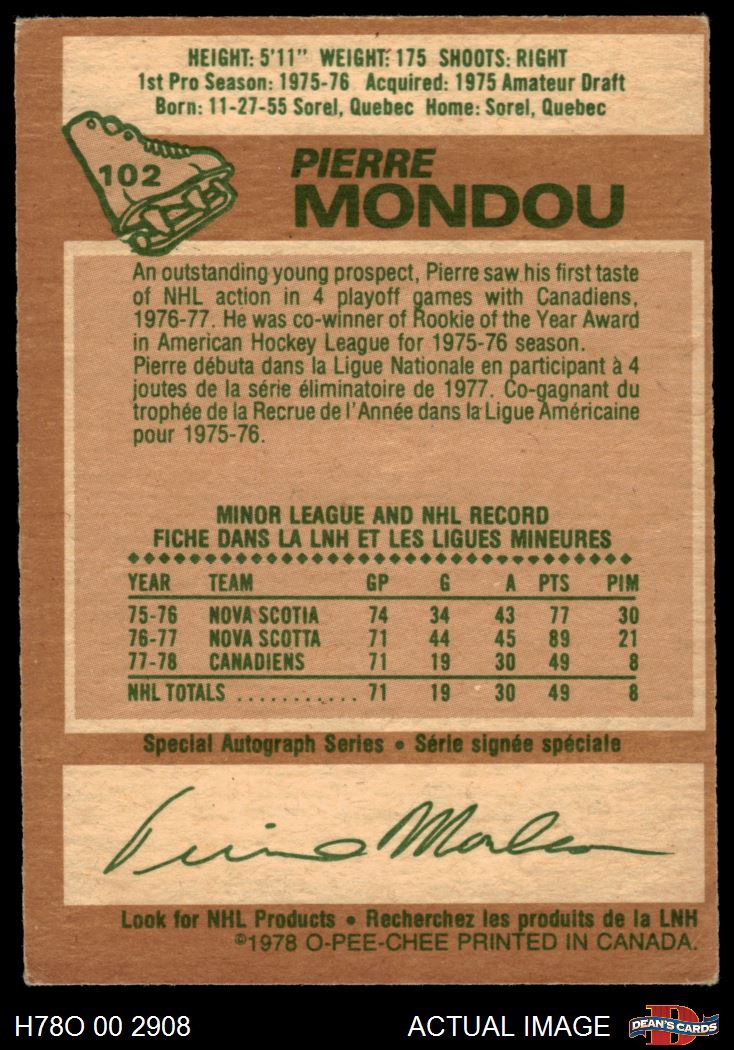 HEIGHT: 5'11" WEIGHT: 175 SHOOTS: RIGHT
1st Pro Season: 1975-76 Acquired: 1975 Amateur Draft
Born: 11-27-55 Sorel, Quebec Home: Sorel, Quebec
102
PIERRE
MONDOU
An outstanding young prospect, Pierre saw his first taste
of NHL action in 4 playoff games with Canadiens,
1976-77. He was co-winner of Rookie of the Year Award
in American Hockey League for 1975-76 season.
Pierre débuta dans la Ligue Nationale en participant à 4
joutes de la série éliminatoire de 1977. Co-gagnant du
trophée de la Recrue de l'Année dans la Ligue Américaine
pour 1975-76.
MINOR LEAGUE AND NHL RECORD
FICHE DANS LA LNH ET LES LIGUES MINEURES
YEAR TEAM GP G A PTS PIM
75-76 NOVA SCOTIA 74 34 43 77 30
76-77 NOVA SCOTTA 71 44 45 89 21
77-78 CANADIENS 71 19 30 49 8
NHL TOTALS ............ 71 19 30 49 8
Special Autograph Series • Série signée spéciale
Pierre Mondou
Look for NHL Products • Recherchez les produits de la LNH
©1978 O-PEE-CHEE PRINTED IN CANADA.
H78O 00 2908 ACTUAL IMAGE D DEAN'S CARDS